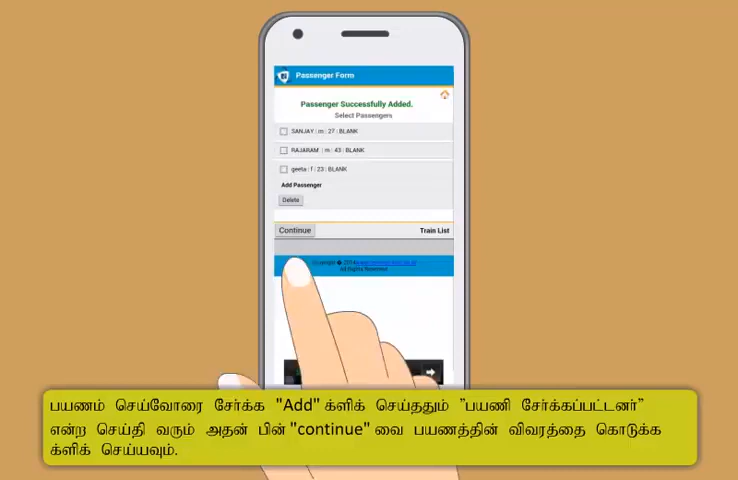 Passenger Form
Passenger Successfully Added.
Select Passengers
SANJAY : m : 27 : BLANK
RAJARAM : m : 43 : BLANK
geeta : f : 23 : BLANK
Add Passenger
Delete
Continue Train List
All Rights Reserved
பயணம் செய்வோரை சேர்க்க "Add" க்ளிக் செய்ததும் ”பயணி சேர்க்கப்பட்டனர்”
என்ற செய்தி வரும் அதன் பின் "continue" வை பயணத்தின் விவரத்தை கொடுக்க
க்ளிக் செய்யவும்.